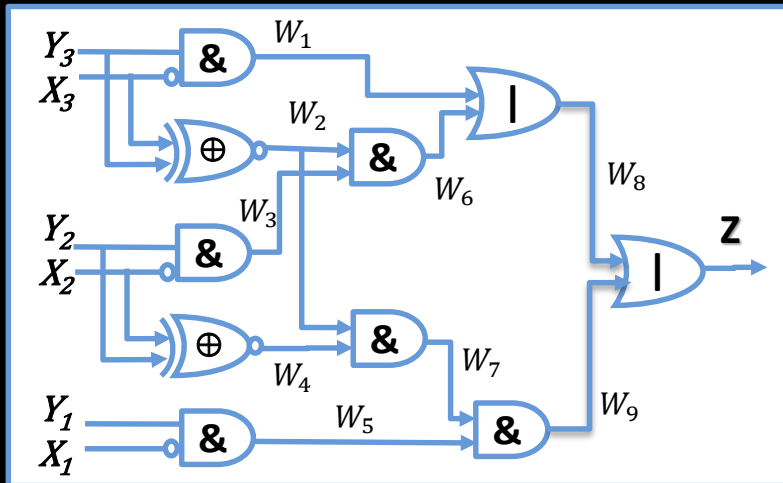 Y₃ & W₁
X₃
⊕ W₂ & W₆ | W₈
Y₂ & W₃
X₂
| Z
⊕ W₄ & W₇
Y₁ & W₅ & W₉
X₁